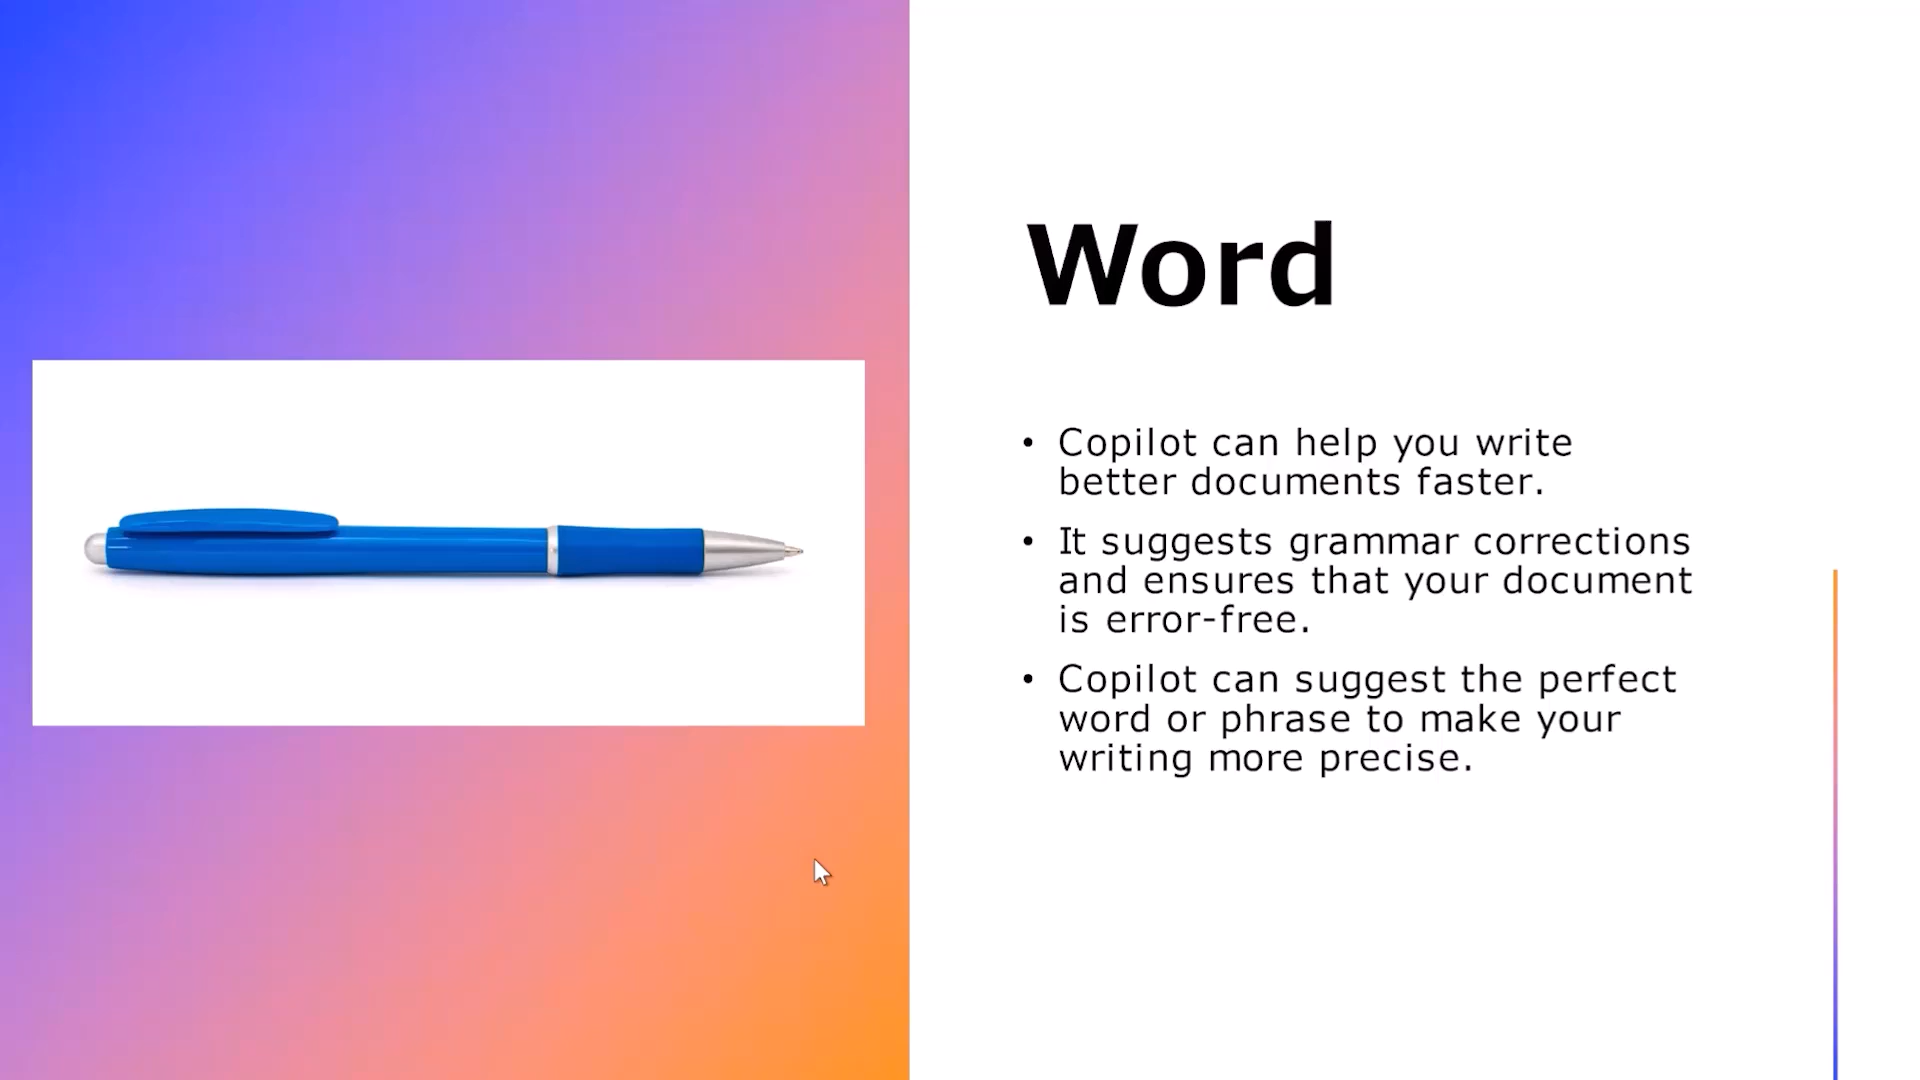 Word
• Copilot can help you write
better documents faster.
• It suggests grammar corrections
and ensures that your document
is error-free.
• Copilot can suggest the perfect
word or phrase to make your
writing more precise.